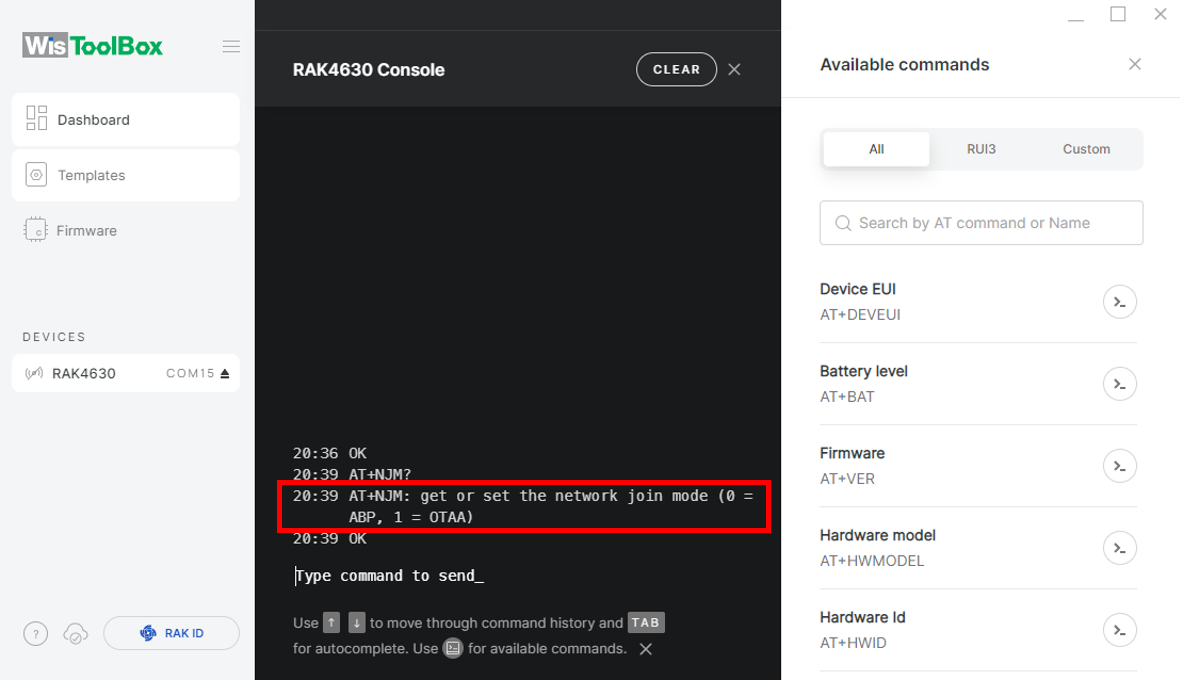 WisToolBox
Dashboard
Templates
Firmware
DEVICES
RAK4630 COM15
?
RAK ID
RAK4630 Console
CLEAR
20:36 OK
20:39 AT+NJM?
20:39 AT+NJM: get or set the network join mode (0 =
ABP, 1 = OTAA)
20:39 OK
Type command to send_
Use ↑ ↓ to move through command history and TAB
for autocomplete. Use for available commands.
Available commands
All RUI3 Custom
Search by AT command or Name
Device EUI
AT+DEVEUI
Battery level
AT+BAT
Firmware
AT+VER
Hardware model
AT+HWMODEL
Hardware Id
AT+HWID